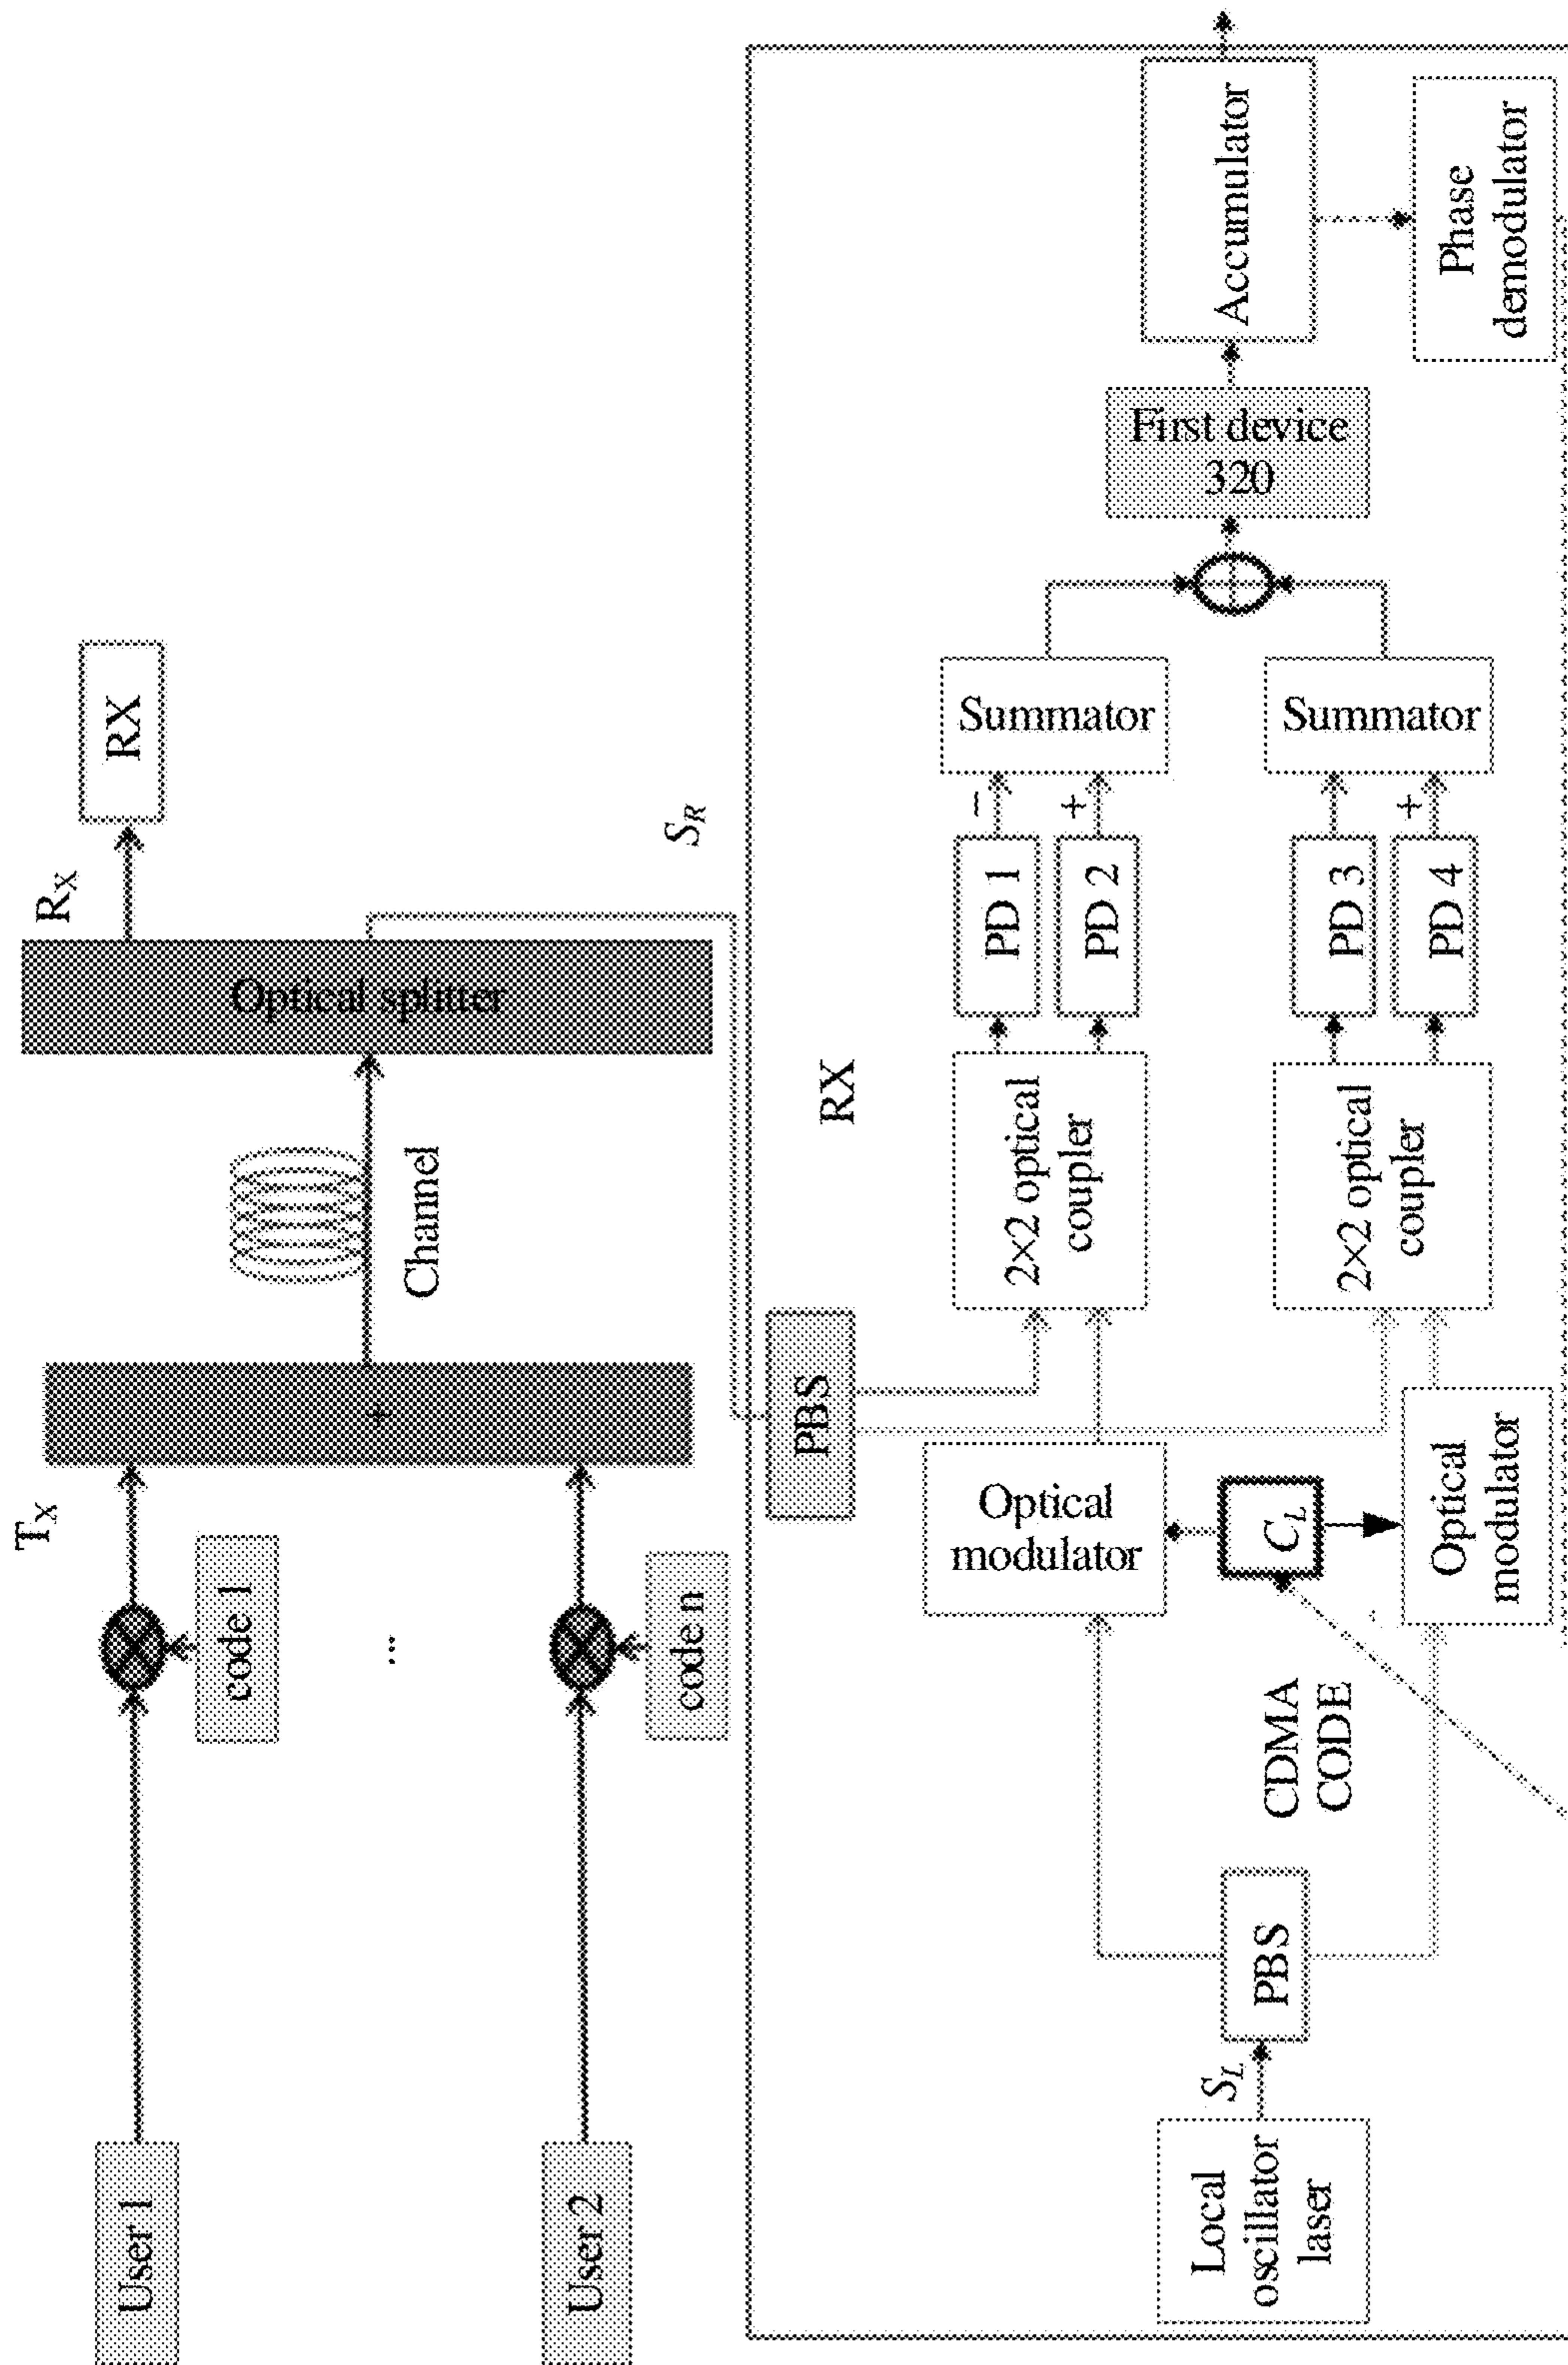 User 1
code 1
T_X
...
User 2
code n
+
Channel
Optical splitter
R_X
RX
S_R
RX
PBS
Local
oscillator
laser
S_L
PBS
CDMA
CODE
Optical
modulator
C_L
Optical
modulator
2×2 optical
coupler
2×2 optical
coupler
PD 1
PD 2
PD 3
PD 4
−
+
+
Summator
Summator
First device
320
Accumulator
Phase
demodulator